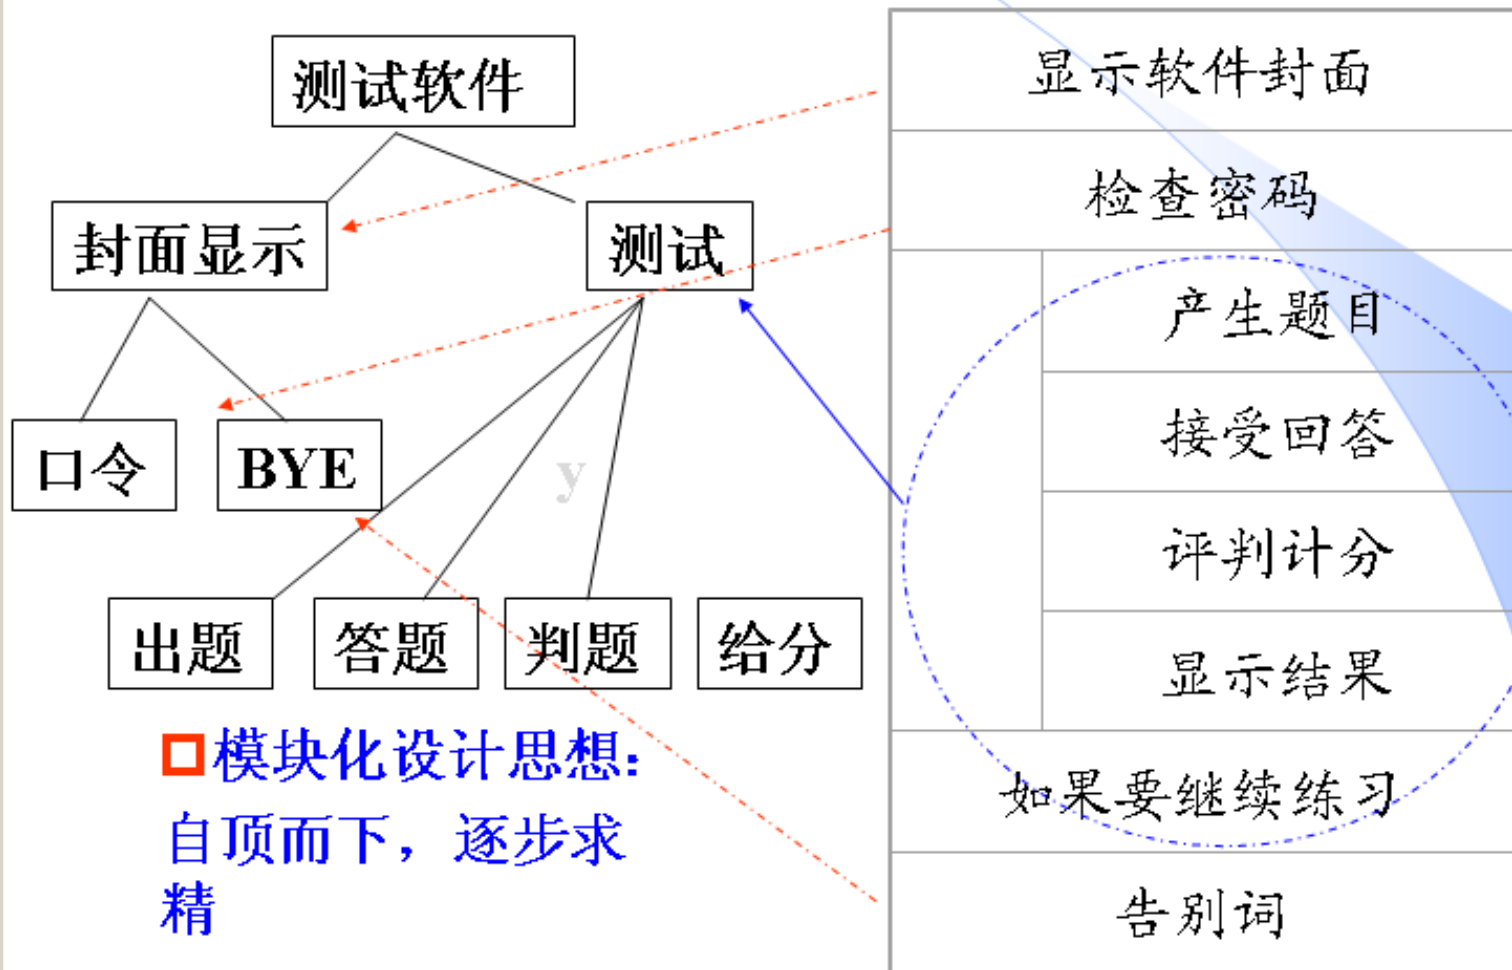 测试软件
封面显示
测试
口令
BYE
y
出题
答题
判题
给分
模块化设计思想：
自顶而下，逐步求
精
显示软件封面
检查密码
产生题目
接受回答
评判计分
显示结果
如果要继续练习
告别词